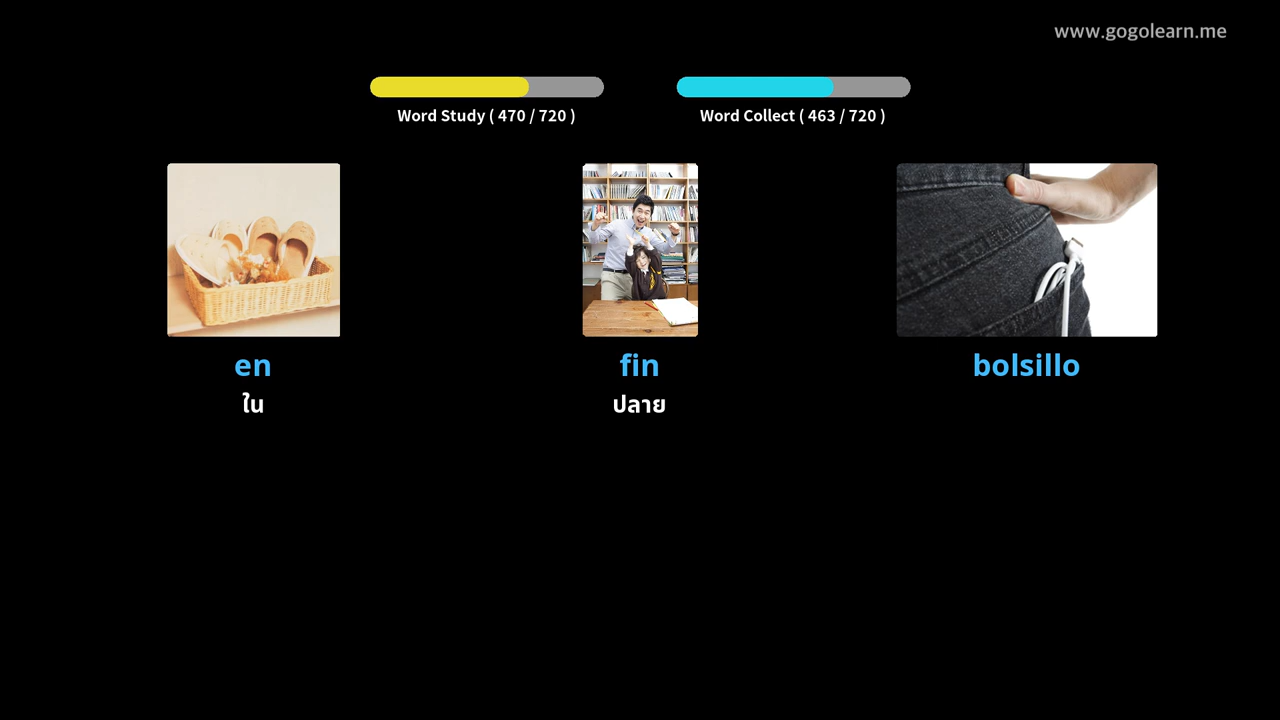 www.gogolearn.me
Word Study ( 470 / 720 )
Word Collect ( 463 / 720 )
en
ใน
fin
ปลาย
bolsillo